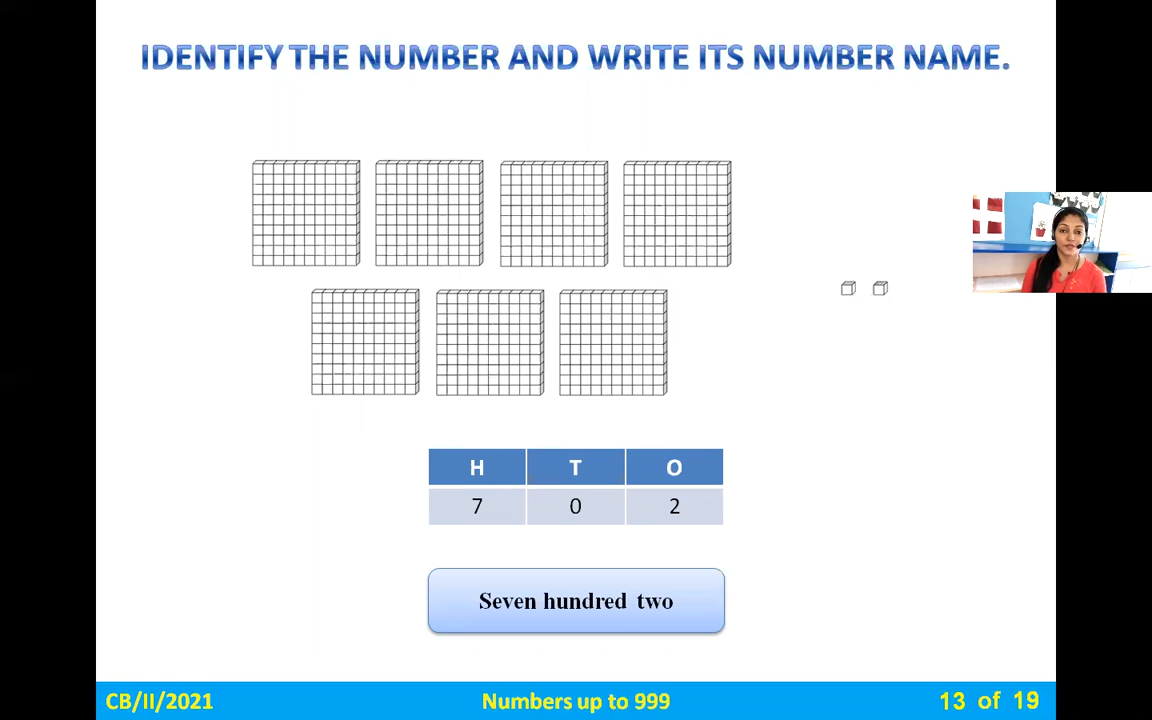 IDENTIFY THE NUMBER AND WRITE ITS NUMBER NAME.
H T O
7 0 2
Seven hundred two
CB/II/2021 Numbers up to 999 13 of 19